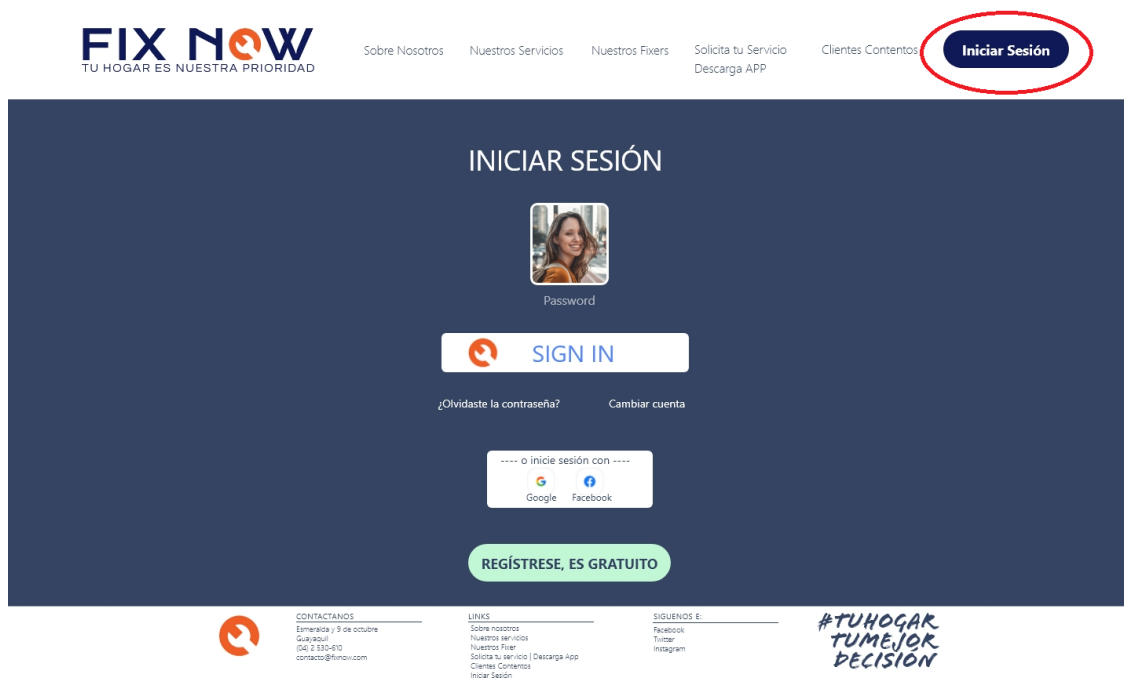 FIX NOW
TU HOGAR ES NUESTRA PRIORIDAD
Sobre Nosotros
Nuestros Servicios
Nuestros Fixers
Solicita tu Servicio
Descarga APP
Clientes Contentos
Iniciar Sesión
INICIAR SESIÓN
Password
SIGN IN
¿Olvidaste la contraseña?
Cambiar cuenta
---- o inicie sesión con ----
Google
Facebook
REGÍSTRESE, ES GRATUITO
CONTACTANOS
Esmeralda y 9 de octubre
Guayaquil
(04) 2 530-610
contacto@fixnow.com
LINKS
Sobre nosotros
Nuestros servicios
Nuestros Fixer
Solicita tu servicio | Descarga App
Clientes Contentos
Iniciar Sesión
SIGUENOS E:
Facebook
Twitter
Instagram
#TUHOGAR
TUMEJOR
DECISIÓN